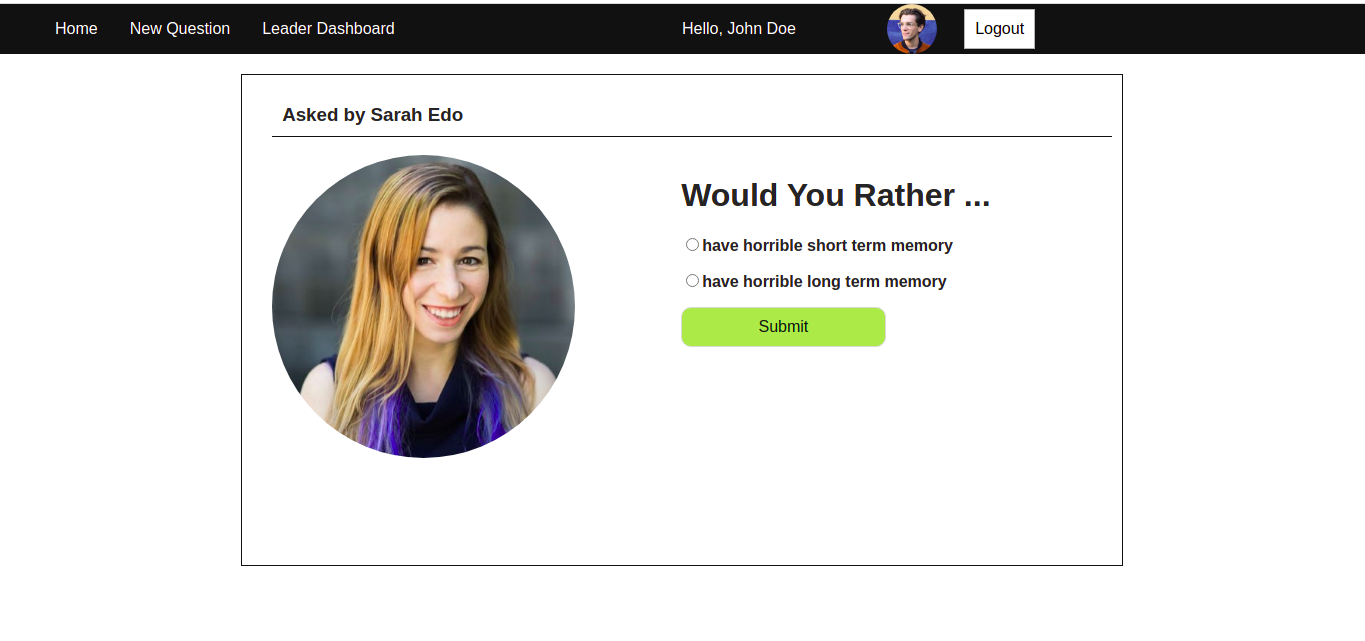 Home New Question Leader Dashboard Hello, John Doe Logout
Asked by Sarah Edo
Would You Rather ...
have horrible short term memory
have horrible long term memory
Submit